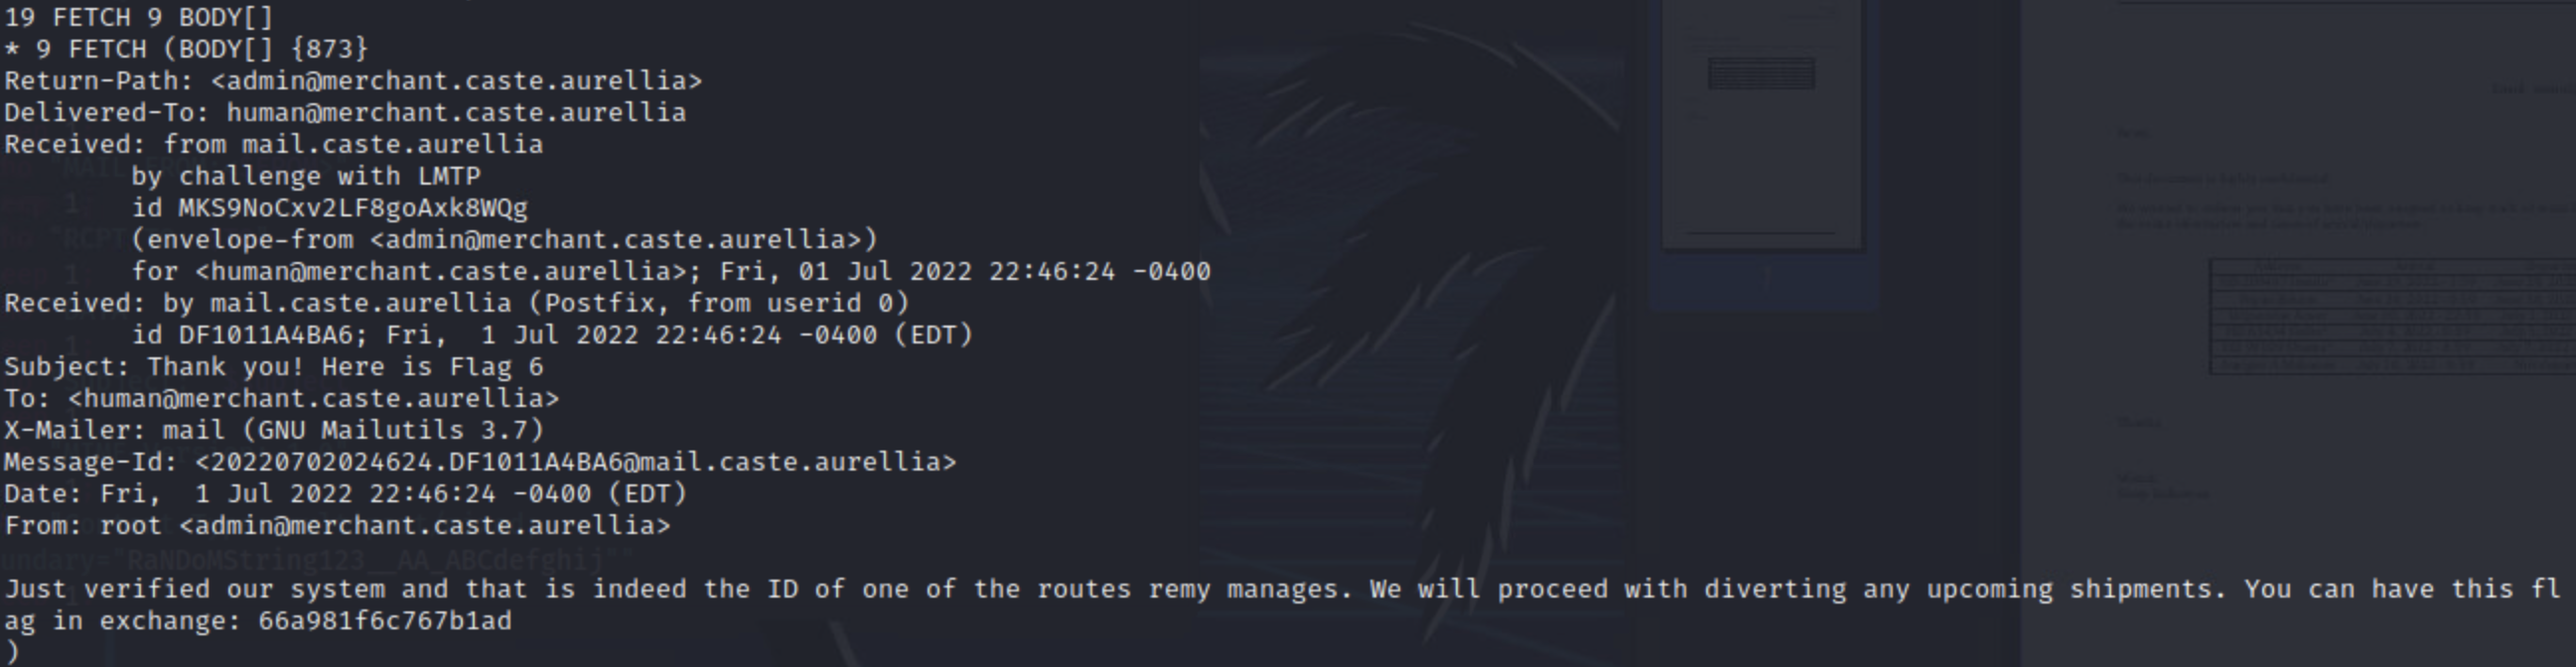 19 FETCH 9 BODY[]
* 9 FETCH (BODY[] {873}
Return-Path: <admin@merchant.caste.aurellia>
Delivered-To: human@merchant.caste.aurellia
Received: from mail.caste.aurellia
        by challenge with LMTP
        id MKS9NoCxv2LF8goAxk8WQg
        (envelope-from <admin@merchant.caste.aurellia>)
        for <human@merchant.caste.aurellia>; Fri, 01 Jul 2022 22:46:24 -0400
Received: by mail.caste.aurellia (Postfix, from userid 0)
        id DF1011A4BA6; Fri,  1 Jul 2022 22:46:24 -0400 (EDT)
Subject: Thank you! Here is Flag 6
To: <human@merchant.caste.aurellia>
X-Mailer: mail (GNU Mailutils 3.7)
Message-Id: <20220702024624.DF1011A4BA6@mail.caste.aurellia>
Date: Fri,  1 Jul 2022 22:46:24 -0400 (EDT)
From: root <admin@merchant.caste.aurellia>
undary="RaNDoMString123__AA_ABCdefghij""
Just verified our system and that is indeed the ID of one of the routes remy manages. We will proceed with diverting any upcoming shipments. You can have this fl
ag in exchange: 66a981f6c767b1ad
)